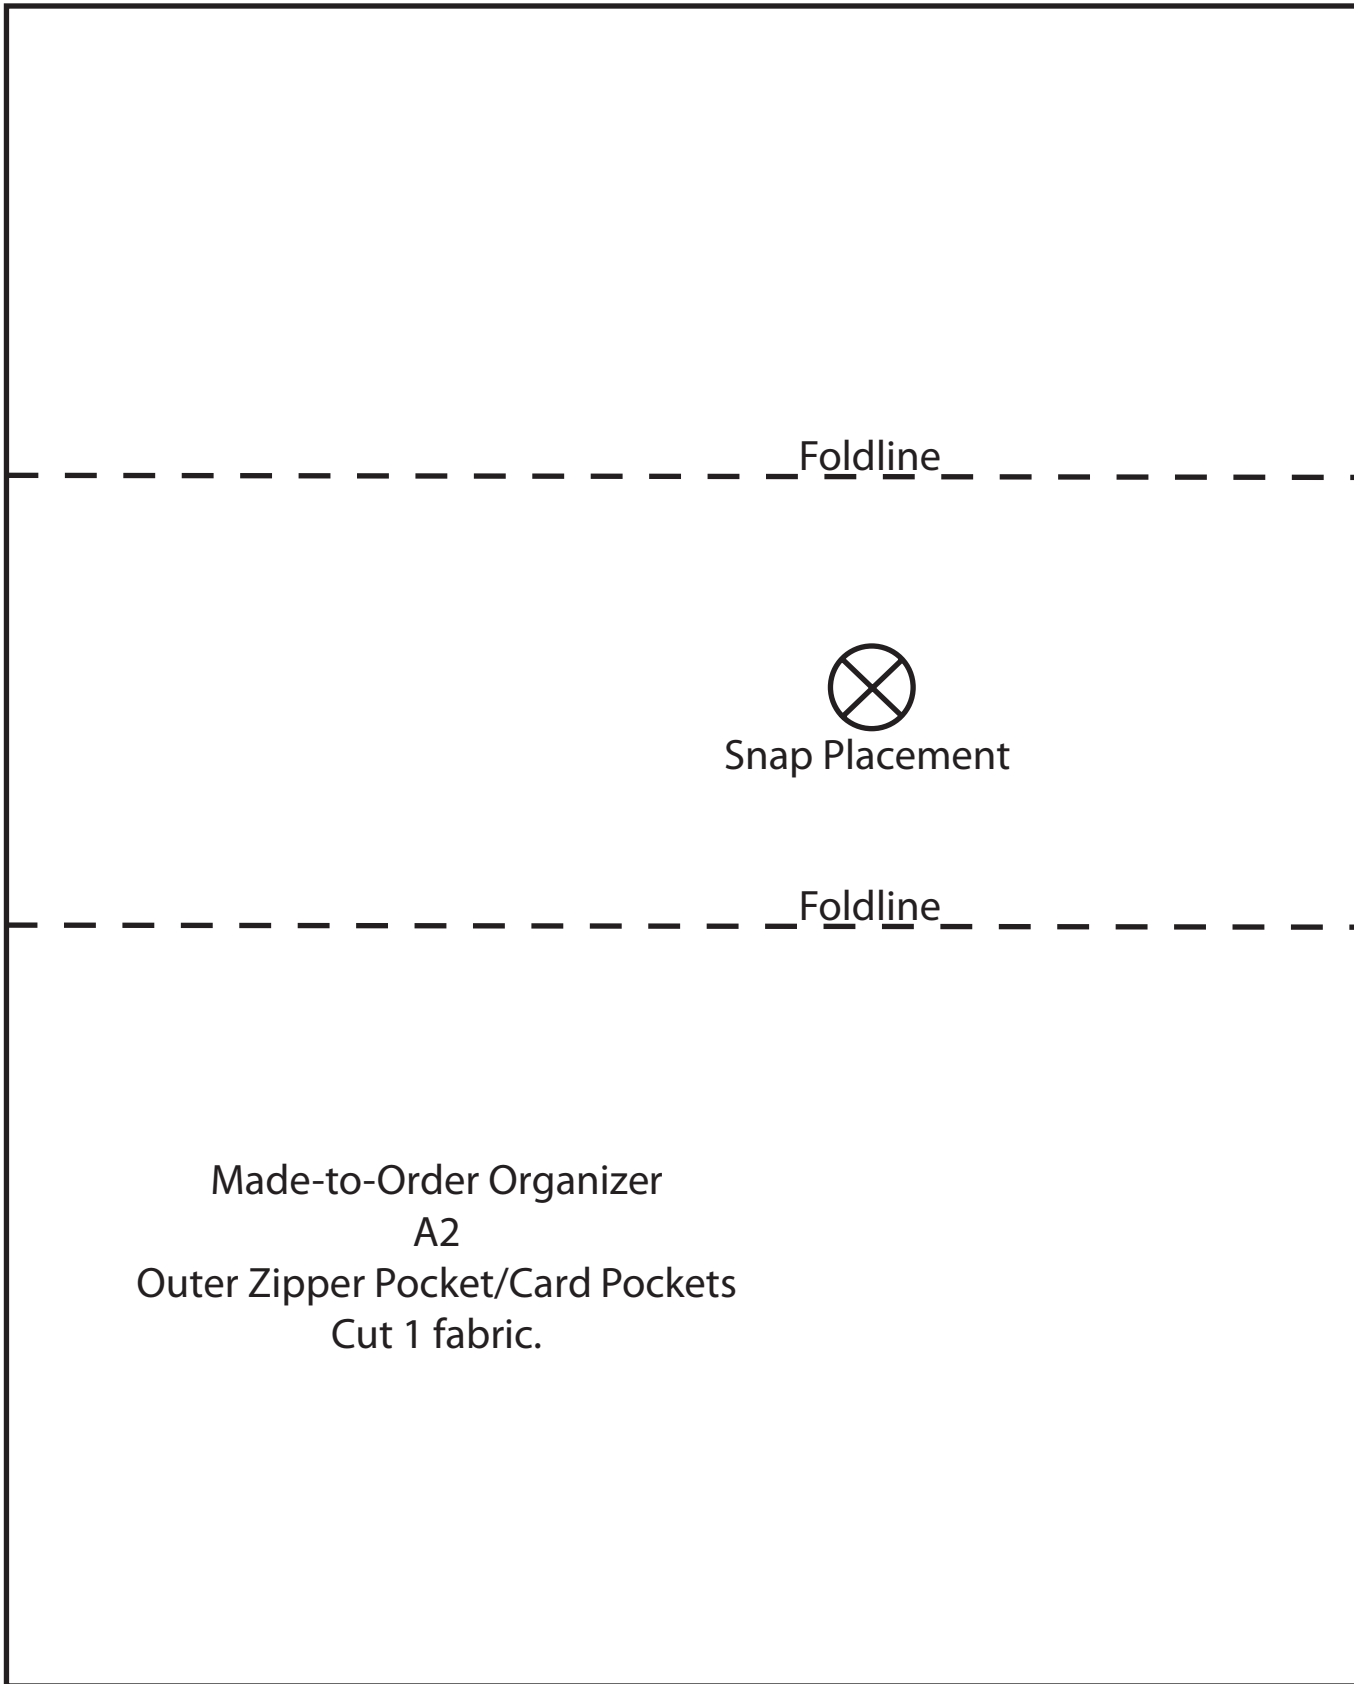 Foldline
Snap Placement
Foldline
Made-to-Order Organizer
A2
Outer Zipper Pocket/Card Pockets
Cut 1 fabric.